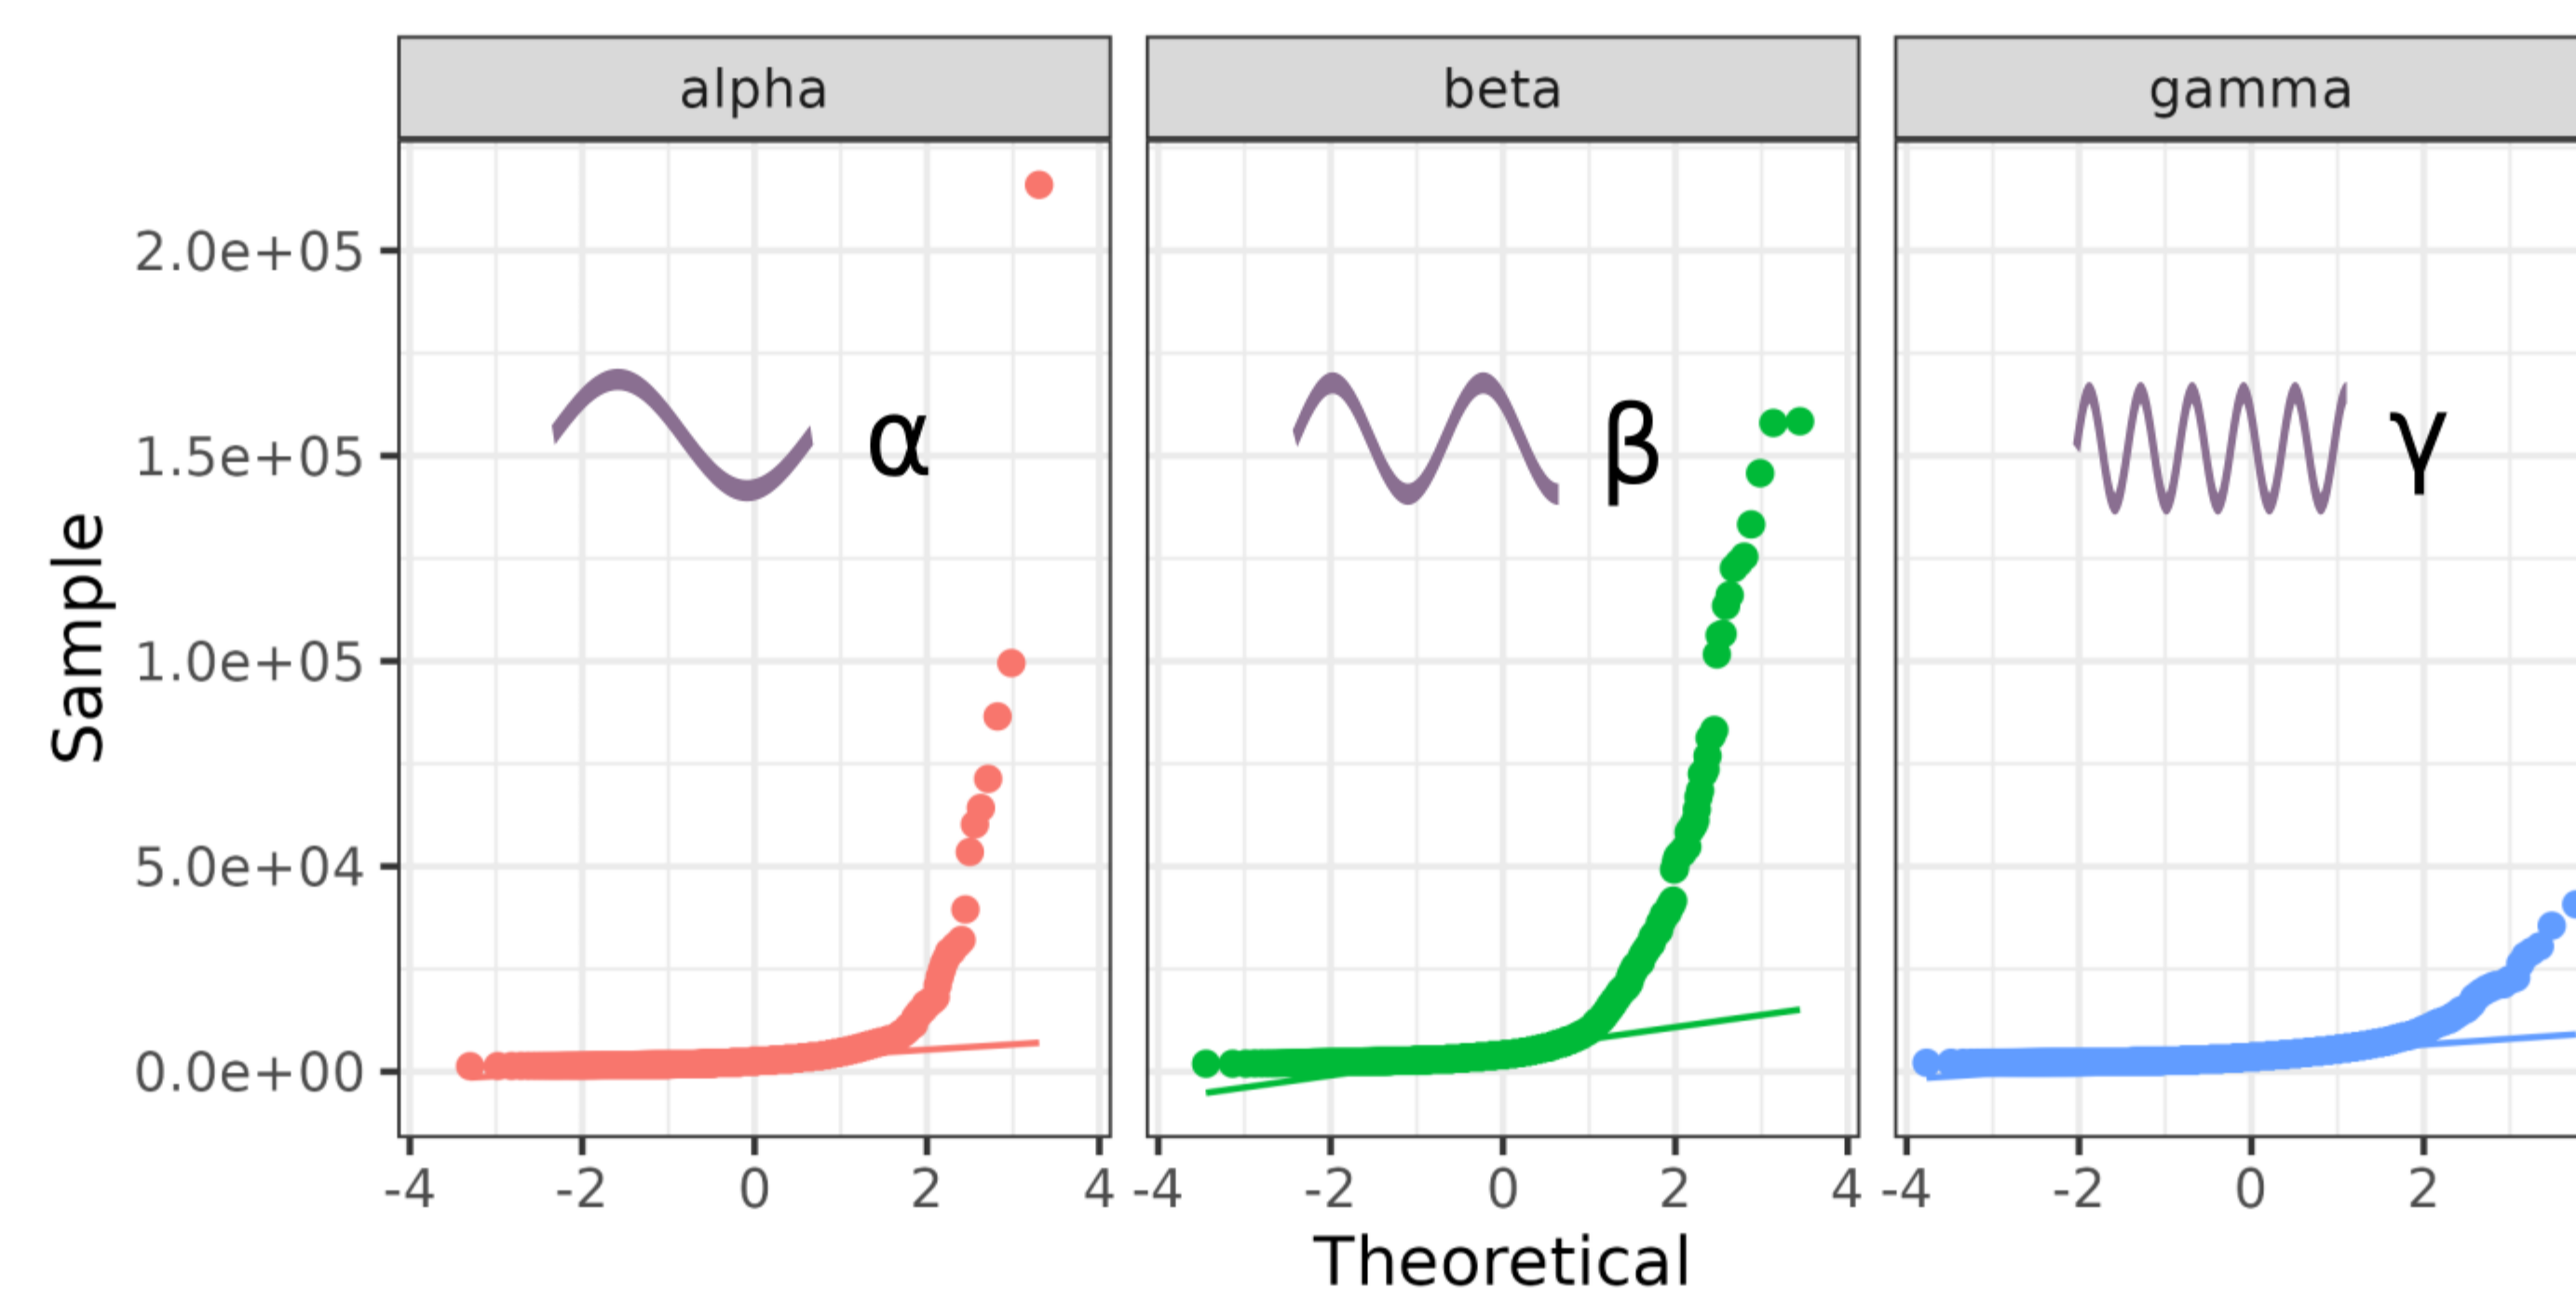 alpha beta gamma
2.0e+05
1.5e+05
1.0e+05
5.0e+04
0.0e+00
Sample
α β γ
-4 -2 0 2 4 -4 -2 0 2 4 -4 -2 0 2
Theoretical